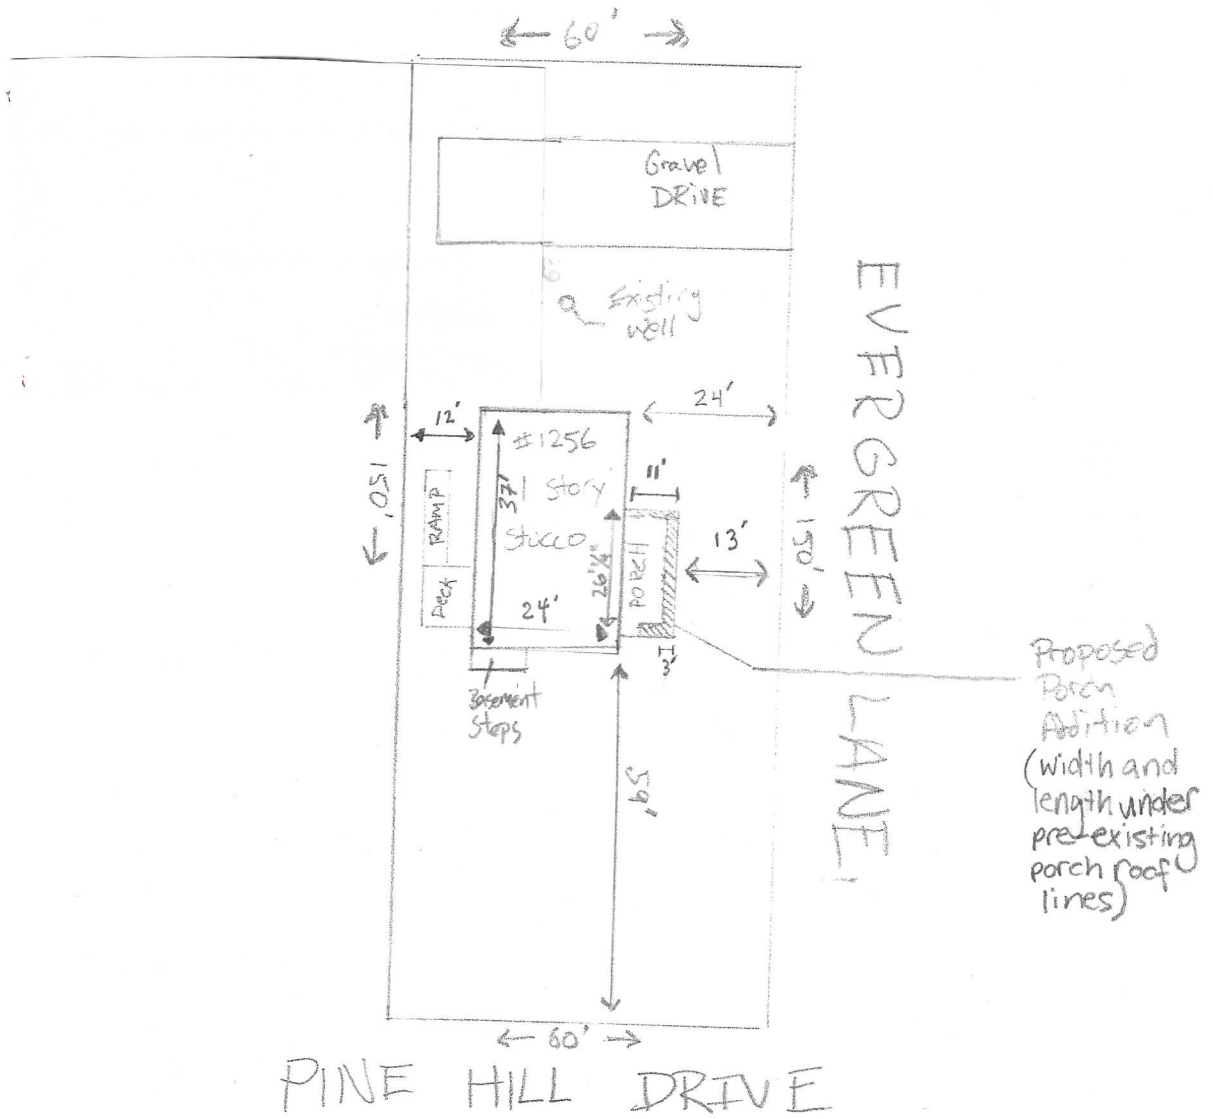 60'
Gravel
DRIVE
Existing
well
24'
12'
#1256
1 Story
Stucco
37'
24'
150'
RAMP
Deck
11'
PORCH
26'¼"
13'
150'
3'
Basement
Steps
59'
EVERGREEN LANE
Proposed
Porch
Addition
(width and
length under
pre-existing
porch roof
lines)
60'
PINE HILL DRIVE